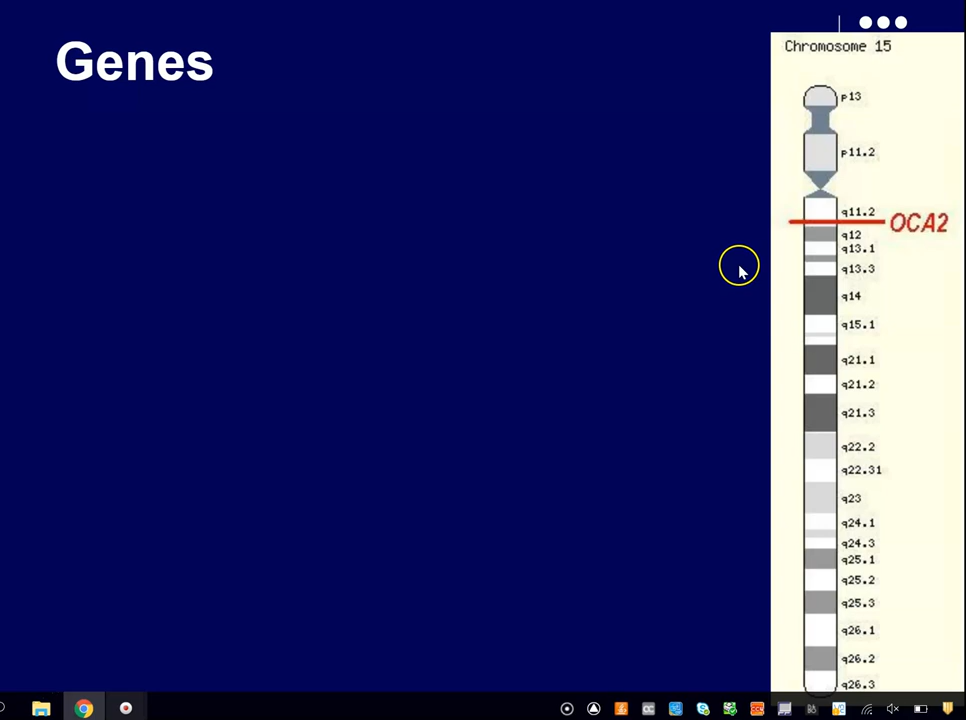 Genes
Chromosome 15
p13
p11.2
q11.2
OCA2
q12
q13.1
q13.3
q14
q15.1
q21.1
q21.2
q21.3
q22.2
q22.31
q23
q24.1
q24.3
q25.1
q25.2
q25.3
q26.1
q26.2
q26.3